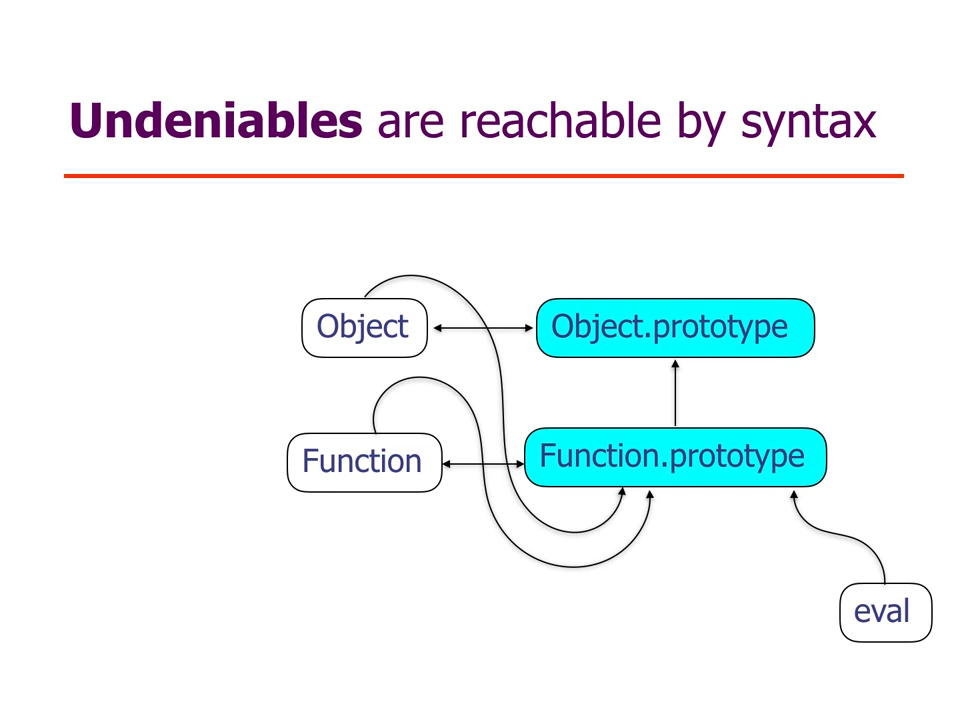 Undeniables are reachable by syntax
Object
Object.prototype
Function
Function.prototype
eval